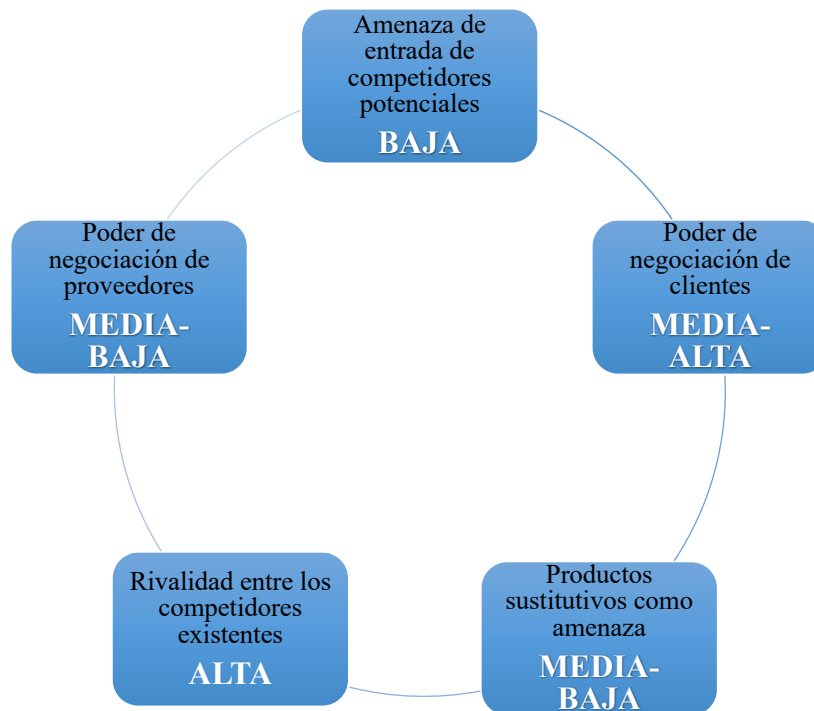 Amenaza de
entrada de
competidores
potenciales
BAJA
Poder de
negociación de
clientes
MEDIA-
ALTA
Productos
sustitutivos como
amenaza
MEDIA-
BAJA
Rivalidad entre los
competidores
existentes
ALTA
Poder de
negociación de
proveedores
MEDIA-
BAJA